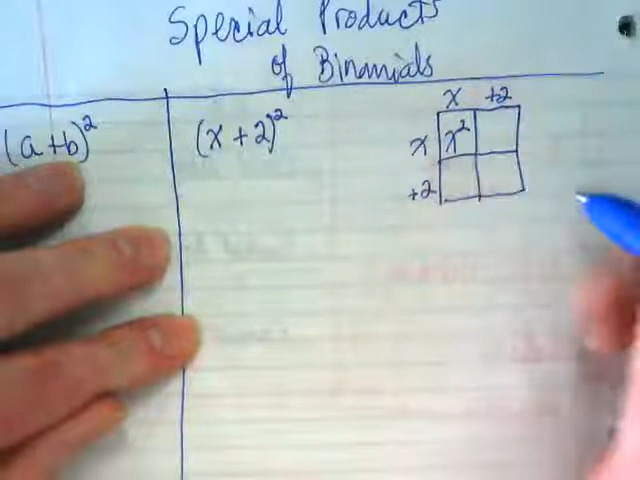 Special Products
of Binomials
(a+b)²
(x+2)²
x +2
x x²
+2